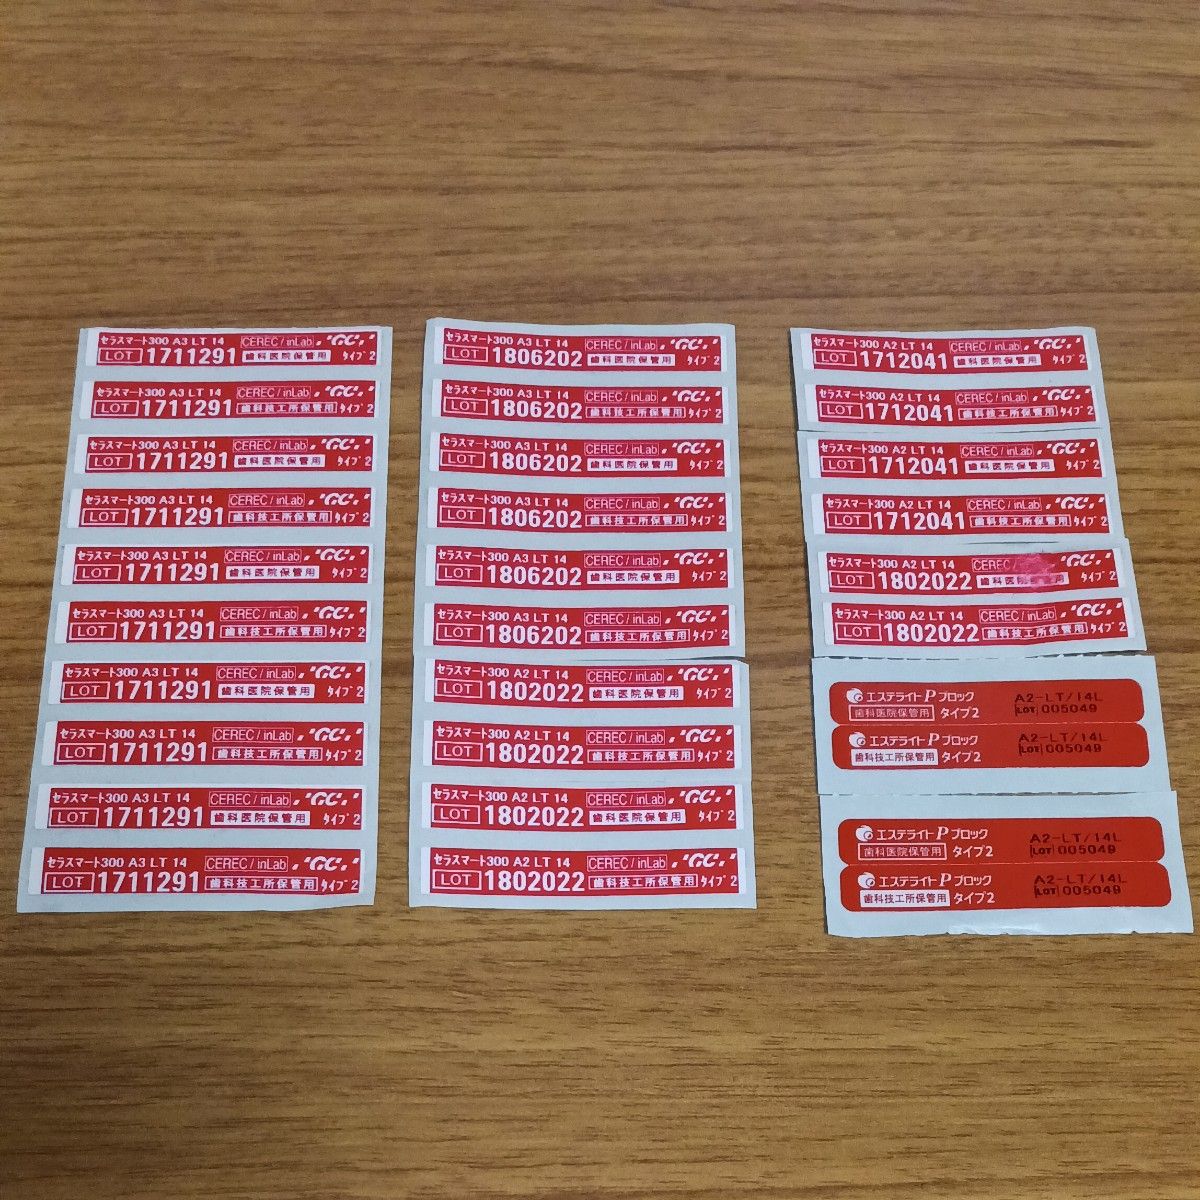 セラスマート300 A3 LT 14 CEREC / inLab "GC"
LOT 1711291 歯科医院保管用 タイプ2
セラスマート300 A3 LT 14 CEREC / inLab "GC"
LOT 1711291 歯科技工所保管用 タイプ2
セラスマート300 A3 LT 14 CEREC / inLab "GC"
LOT 1711291 歯科医院保管用 タイプ2
セラスマート300 A3 LT 14 CEREC / inLab "GC"
LOT 1711291 歯科技工所保管用 タイプ2
セラスマート300 A3 LT 14 CEREC / inLab "GC"
LOT 1711291 歯科医院保管用 タイプ2
セラスマート300 A3 LT 14 CEREC / inLab "GC"
LOT 1711291 歯科技工所保管用 タイプ2
セラスマート300 A3 LT 14 CEREC / inLab "GC"
LOT 1711291 歯科医院保管用 タイプ2
セラスマート300 A3 LT 14 CEREC / inLab "GC"
LOT 1711291 歯科技工所保管用 タイプ2
セラスマート300 A3 LT 14 CEREC / inLab "GC"
LOT 1711291 歯科医院保管用 タイプ2
セラスマート300 A3 LT 14 CEREC / inLab "GC"
LOT 1711291 歯科技工所保管用 タイプ2
セラスマート300 A3 LT 14 CEREC / inLab "GC"
LOT 1806202 歯科医院保管用 タイプ2
セラスマート300 A3 LT 14 CEREC / inLab "GC"
LOT 1806202 歯科技工所保管用 タイプ2
セラスマート300 A3 LT 14 CEREC / inLab "GC"
LOT 1806202 歯科医院保管用 タイプ2
セラスマート300 A3 LT 14 CEREC / inLab "GC"
LOT 1806202 歯科技工所保管用 タイプ2
セラスマート300 A3 LT 14 CEREC / inLab "GC"
LOT 1806202 歯科医院保管用 タイプ2
セラスマート300 A3 LT 14 CEREC / inLab "GC"
LOT 1806202 歯科技工所保管用 タイプ2
セラスマート300 A2 LT 14 CEREC / inLab "GC"
LOT 1802022 歯科医院保管用 タイプ2
セラスマート300 A2 LT 14 CEREC / inLab "GC"
LOT 1802022 歯科技工所保管用 タイプ2
セラスマート300 A2 LT 14 CEREC / inLab "GC"
LOT 1802022 歯科医院保管用 タイプ2
セラスマート300 A2 LT 14 CEREC / inLab "GC"
LOT 1802022 歯科技工所保管用 タイプ2
セラスマート300 A2 LT 14 CEREC / inLab "GC"
LOT 1712041 歯科医院保管用 タイプ2
セラスマート300 A2 LT 14 CEREC / inLab "GC"
LOT 1712041 歯科技工所保管用 タイプ2
セラスマート300 A2 LT 14 CEREC / inLab "GC"
LOT 1712041 歯科医院保管用 タイプ2
セラスマート300 A2 LT 14 CEREC / inLab "GC"
LOT 1712041 歯科技工所保管用 タイプ2
セラスマート300 A2 LT 14 CEREC "GC"
LOT 1802022 歯科医院保管用 タイプ2
セラスマート300 A2 LT 14 CEREC / inLab "GC"
LOT 1802022 歯科技工所保管用 タイプ2
エステライトP ブロック A2-LT/14L
歯科医院保管用 タイプ2 LOT 005049
エステライトP ブロック A2-LT/14L
歯科技工所保管用 タイプ2 LOT 005049
エステライトP ブロック A2-LT/14L
歯科医院保管用 タイプ2 LOT 005049
エステライトP ブロック A2-LT/14L
歯科技工所保管用 タイプ2 LOT 005049